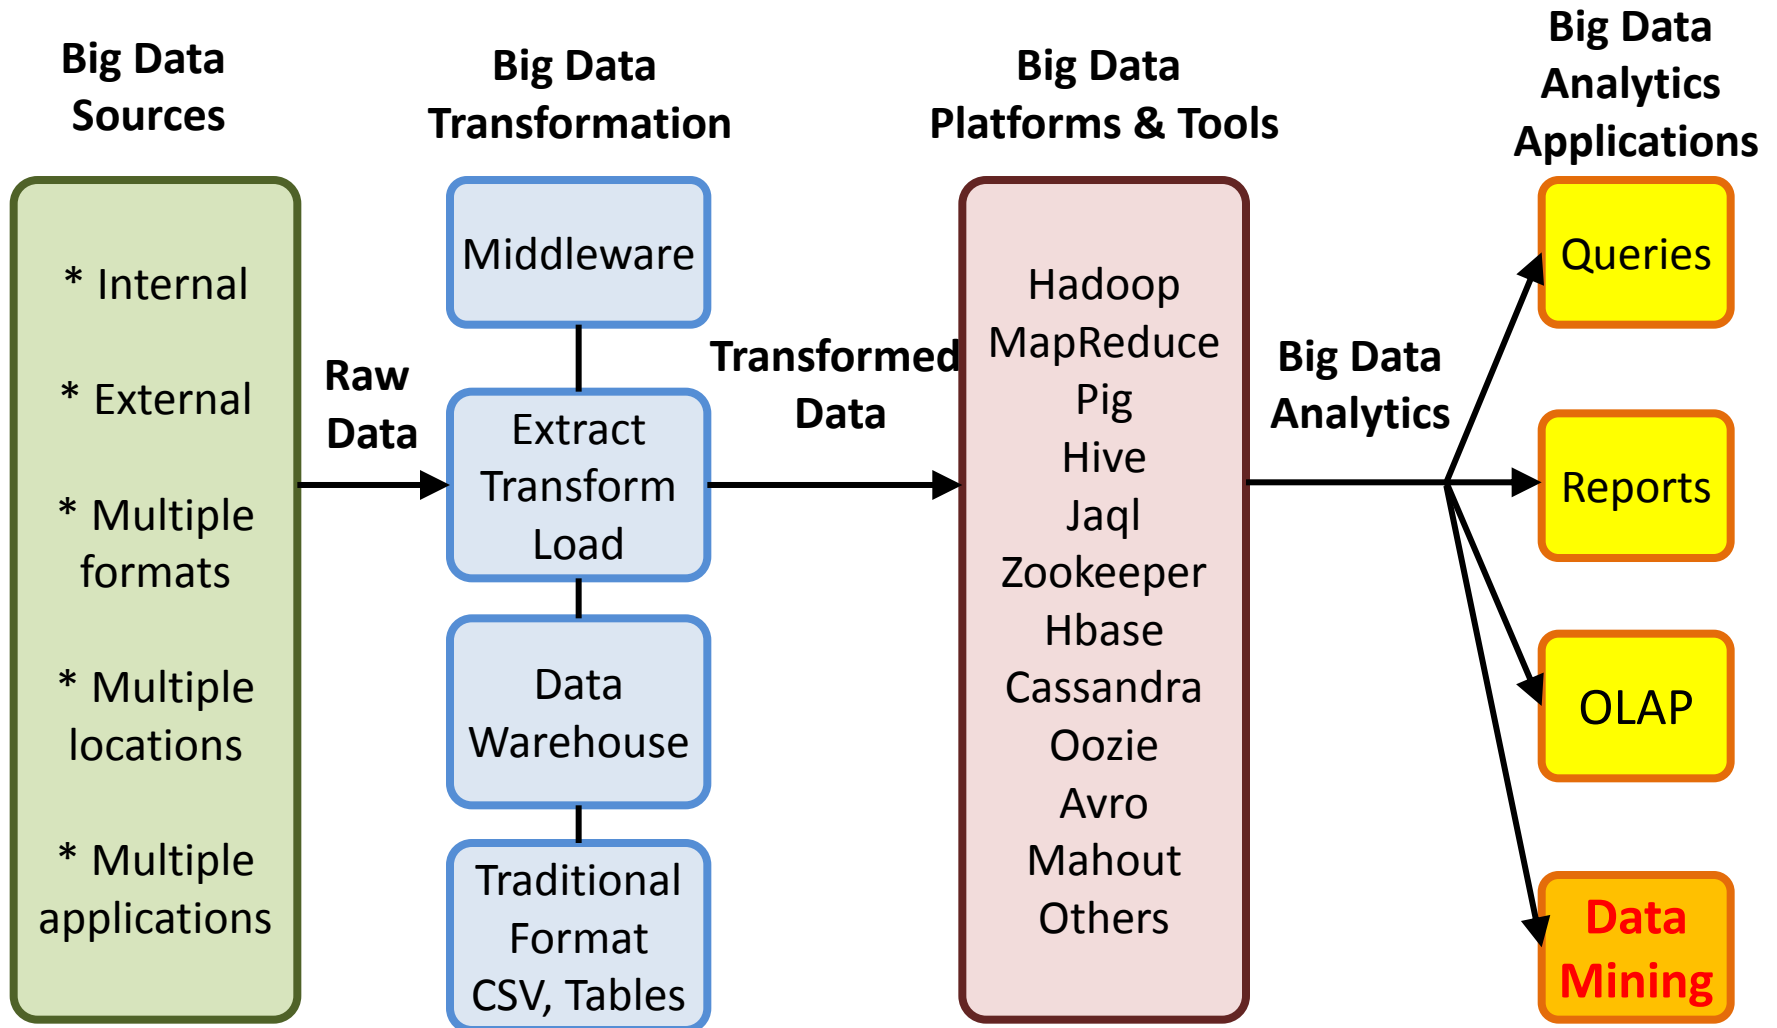 Big Data
Sources
Big Data
Transformation
Big Data
Platforms & Tools
Big Data
Analytics
Applications
* Internal
* External
* Multiple
formats
* Multiple
locations
* Multiple
applications
Raw
Data
Middleware
Extract
Transform
Load
Data
Warehouse
Traditional
Format
CSV, Tables
Transformed
Data
Hadoop
MapReduce
Pig
Hive
Jaql
Zookeeper
Hbase
Cassandra
Oozie
Avro
Mahout
Others
Big Data
Analytics
Queries
Reports
OLAP
Data
Mining